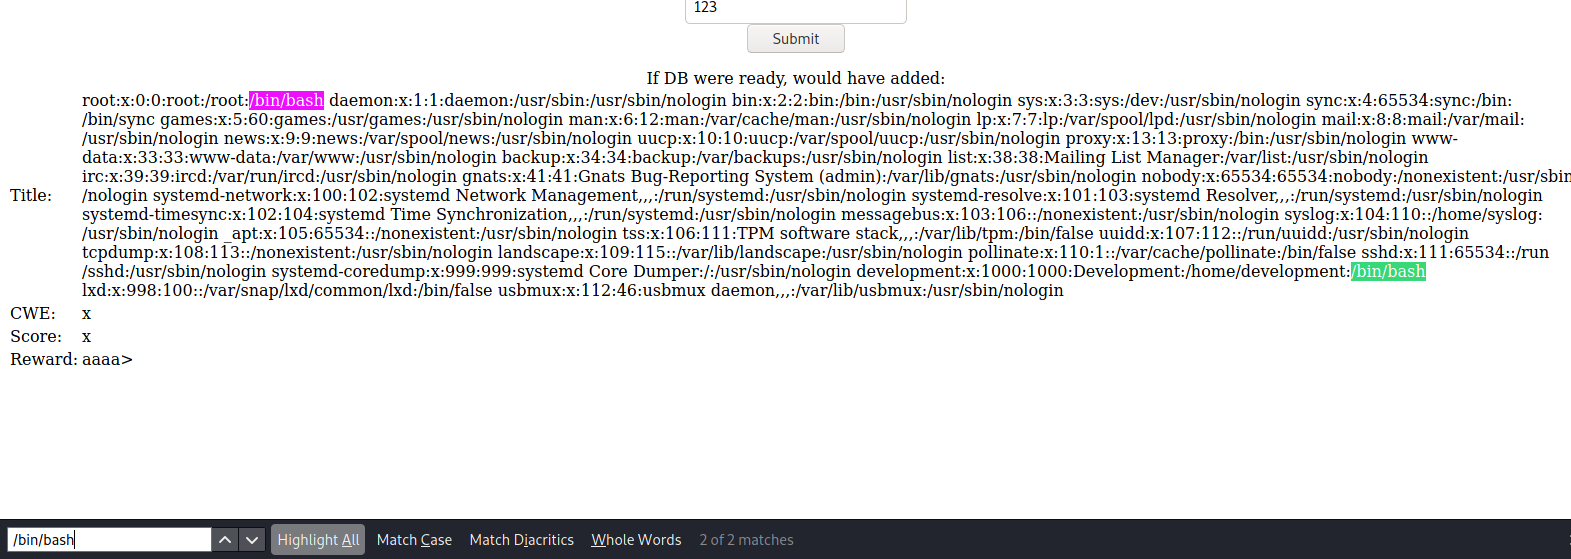 123
Submit
If DB were ready, would have added:
root:x:0:0:root:/root:/bin/bash daemon:x:1:1:daemon:/usr/sbin:/usr/sbin/nologin bin:x:2:2:bin:/bin:/usr/sbin/nologin sys:x:3:3:sys:/dev:/usr/sbin/nologin sync:x:4:65534:sync:/bin:
/bin/sync games:x:5:60:games:/usr/games:/usr/sbin/nologin man:x:6:12:man:/var/cache/man:/usr/sbin/nologin lp:x:7:7:lp:/var/spool/lpd:/usr/sbin/nologin mail:x:8:8:mail:/var/mail:
/usr/sbin/nologin news:x:9:9:news:/var/spool/news:/usr/sbin/nologin uucp:x:10:10:uucp:/var/spool/uucp:/usr/sbin/nologin proxy:x:13:13:proxy:/bin:/usr/sbin/nologin www-
data:x:33:33:www-data:/var/www:/usr/sbin/nologin backup:x:34:34:backup:/var/backups:/usr/sbin/nologin list:x:38:38:Mailing List Manager:/var/list:/usr/sbin/nologin
irc:x:39:39:ircd:/var/run/ircd:/usr/sbin/nologin gnats:x:41:41:Gnats Bug-Reporting System (admin):/var/lib/gnats:/usr/sbin/nologin nobody:x:65534:65534:nobody:/nonexistent:/usr/sbin
Title: /nologin systemd-network:x:100:102:systemd Network Management,,,:/run/systemd:/usr/sbin/nologin systemd-resolve:x:101:103:systemd Resolver,,,:/run/systemd:/usr/sbin/nologin
systemd-timesync:x:102:104:systemd Time Synchronization,,,:/run/systemd:/usr/sbin/nologin messagebus:x:103:106::/nonexistent:/usr/sbin/nologin syslog:x:104:110::/home/syslog:
/usr/sbin/nologin _apt:x:105:65534::/nonexistent:/usr/sbin/nologin tss:x:106:111:TPM software stack,,,:/var/lib/tpm:/bin/false uuidd:x:107:112::/run/uuidd:/usr/sbin/nologin
tcpdump:x:108:113::/nonexistent:/usr/sbin/nologin landscape:x:109:115::/var/lib/landscape:/usr/sbin/nologin pollinate:x:110:1::/var/cache/pollinate:/bin/false sshd:x:111:65534::/run
/sshd:/usr/sbin/nologin systemd-coredump:x:999:999:systemd Core Dumper:/:/usr/sbin/nologin development:x:1000:1000:Development:/home/development:/bin/bash
lxd:x:998:100::/var/snap/lxd/common/lxd:/bin/false usbmux:x:112:46:usbmux daemon,,,:/var/lib/usbmux:/usr/sbin/nologin
CWE: x
Score: x
Reward: aaaa>
/bin/bash Highlight All Match Case Match Diacritics Whole Words 2 of 2 matches